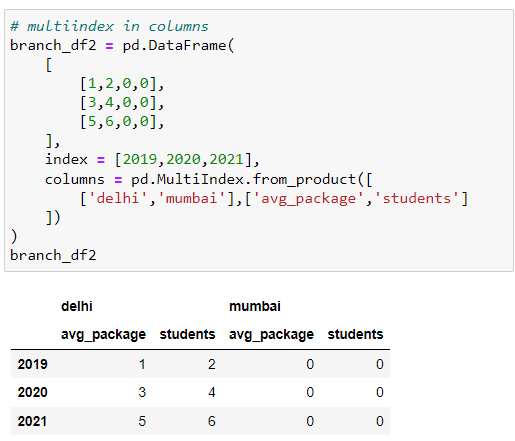 # multiindex in columns
branch_df2 = pd.DataFrame(
    [
        [1,2,0,0],
        [3,4,0,0],
        [5,6,0,0],
    ],
    index = [2019,2020,2021],
    columns = pd.MultiIndex.from_product([
        ['delhi','mumbai'],['avg_package','students']
    ])
)
branch_df2
delhi mumbai
avg_package students avg_package students
2019 1 2 0 0
2020 3 4 0 0
2021 5 6 0 0